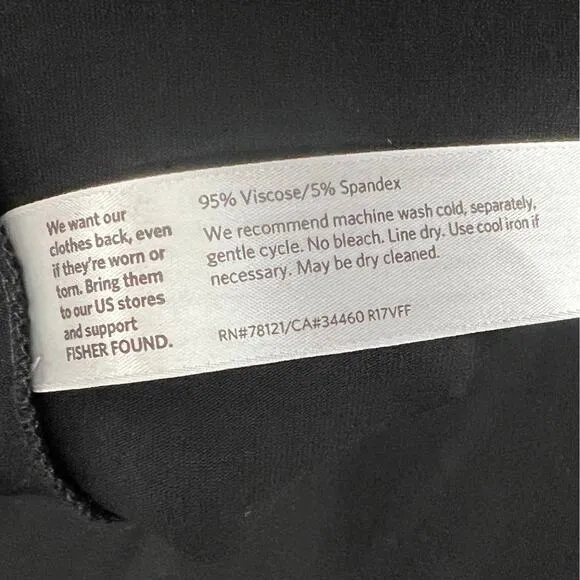 We want our
clothes back, even
if they're worn or
torn. Bring them
to our US stores
and support
FISHER FOUND.
95% Viscose/5% Spandex
We recommend machine wash cold, separately,
gentle cycle. No bleach. Line dry. Use cool iron if
necessary. May be dry cleaned.
RN#78121/CA#34460 R17VFF